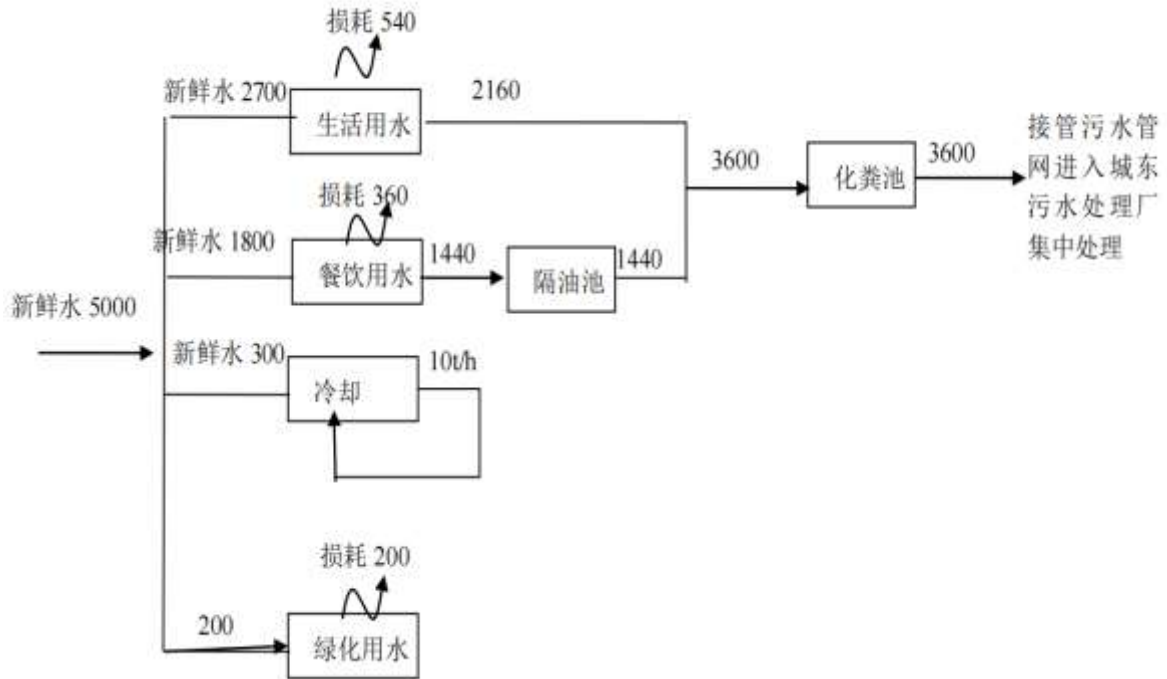 损耗 540
新鲜水 2700
生活用水
2160
3600
化粪池
3600
接管污水管
网进入城东
污水处理厂
集中处理
损耗 360
新鲜水 1800
餐饮用水
1440
隔油池
1440
新鲜水 5000
新鲜水 300
冷却
10t/h
损耗 200
200
绿化用水